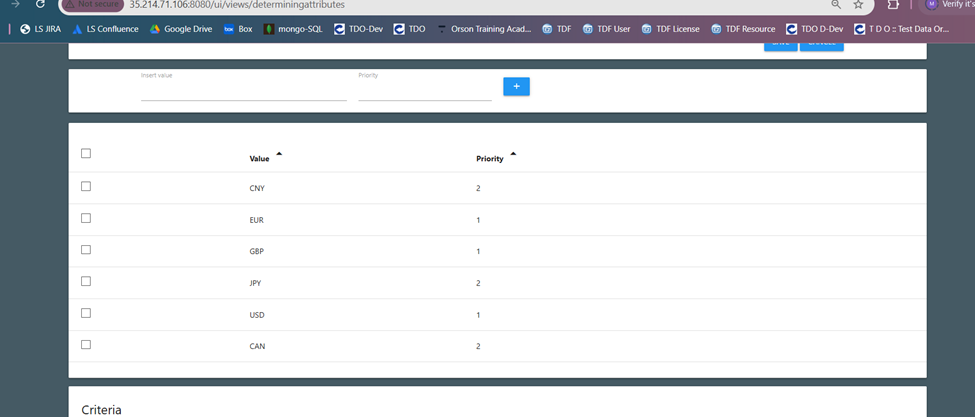 Not secure 35.214.71.106:8080/ui/views/determiningattributes Verify it's
LS JIRA LS Confluence Google Drive box Box mongo-SQL TDO-Dev TDO Orson Training Acad... TDF TDF User TDF License TDF Resource TDO D-Dev T D O :: Test Data Or...
SAVE CANCEL
Insert value Priority
+
Value Priority
CNY 2
EUR 1
GBP 1
JPY 2
USD 1
CAN 2
Criteria